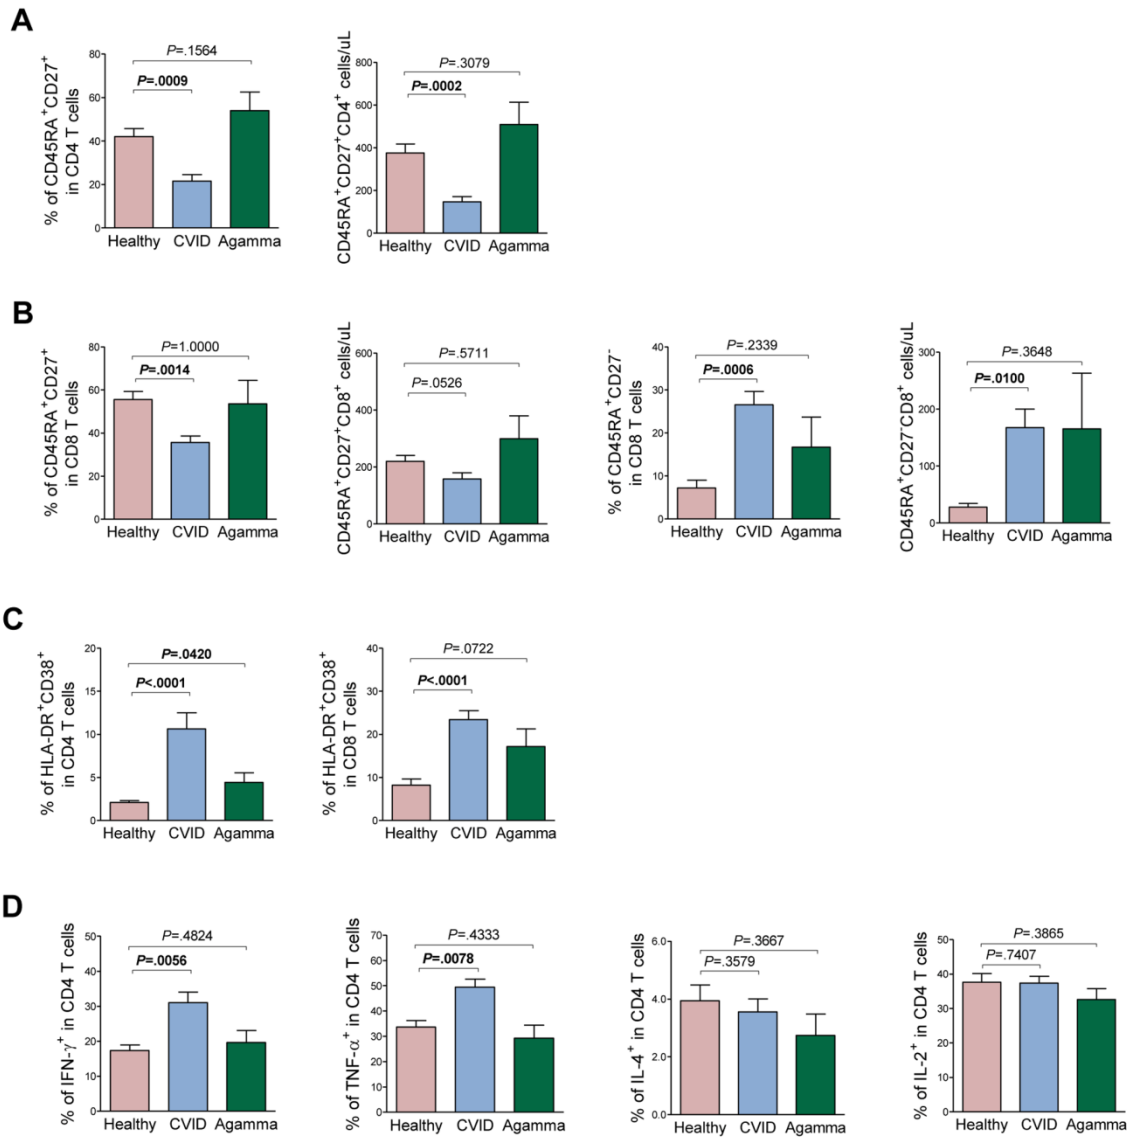 A
% of CD45RA+CD27+
in CD4 T cells
80
60
40
20
0
P=.1564
P=.0009
Healthy CVID Agamma
CD45RA+CD27+CD4+ cells/uL
800
600
400
200
0
P=.3079
P=.0002
Healthy CVID Agamma
B
% of CD45RA+CD27+
in CD8 T cells
80
60
40
20
0
P=1.0000
P=.0014
Healthy CVID Agamma
CD45RA+CD27+CD8+ cells/uL
600
400
200
0
P=.5711
P=.0526
Healthy CVID Agamma
% of CD45RA+CD27-
in CD8 T cells
40
30
20
10
0
P=.2339
P=.0006
Healthy CVID Agamma
CD45RA+CD27-CD8+ cells/uL
300
200
100
0
P=.3648
P=.0100
Healthy CVID Agamma
C
% of HLA-DR+CD38+
in CD4 T cells
20
15
10
5
0
P=.0420
P<.0001
Healthy CVID Agamma
% of HLA-DR+CD38+
in CD8 T cells
40
30
20
10
0
P=.0722
P<.0001
Healthy CVID Agamma
D
% of IFN-γ+ in CD4 T cells
50
40
30
20
10
0
P=.4824
P=.0056
Healthy CVID Agamma
% of TNF-α+ in CD4 T cells
70
60
50
40
30
20
10
0
P=.4333
P=.0078
Healthy CVID Agamma
% of IL-4+ in CD4 T cells
6.0
4.0
2.0
0.0
P=.3667
P=.3579
Healthy CVID Agamma
% of IL-2+ in CD4 T cells
50
40
30
20
10
0
P=.3865
P=.7407
Healthy CVID Agamma